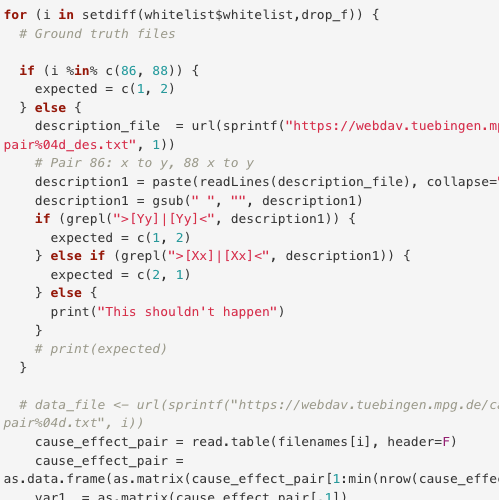 for (i in setdiff(whitelist$whitelist,drop_f)) {
# Ground truth files
if (i %in% c(86, 88)) {
expected = c(1, 2)
} else {
description_file = url(sprintf("https://webdav.tuebingen.mp
pair%04d_des.txt", 1))
# Pair 86: x to y, 88 x to y
description1 = paste(readLines(description_file), collapse="
description1 = gsub(" ", "", description1)
if (grepl(">[Yy]|[Yy]<", description1)) {
expected = c(1, 2)
} else if (grepl(">[Xx]|[Xx]<", description1)) {
expected = c(2, 1)
} else {
print("This shouldn't happen")
}
# print(expected)
}
# data_file <- url(sprintf("https://webdav.tuebingen.mpg.de/ca
pair%04d.txt", i))
cause_effect_pair = read.table(filenames[i], header=F)
cause_effect_pair =
as.data.frame(as.matrix(cause_effect_pair[1:min(nrow(cause_effe
var1 = as.matrix(cause_effect_pair[,1])